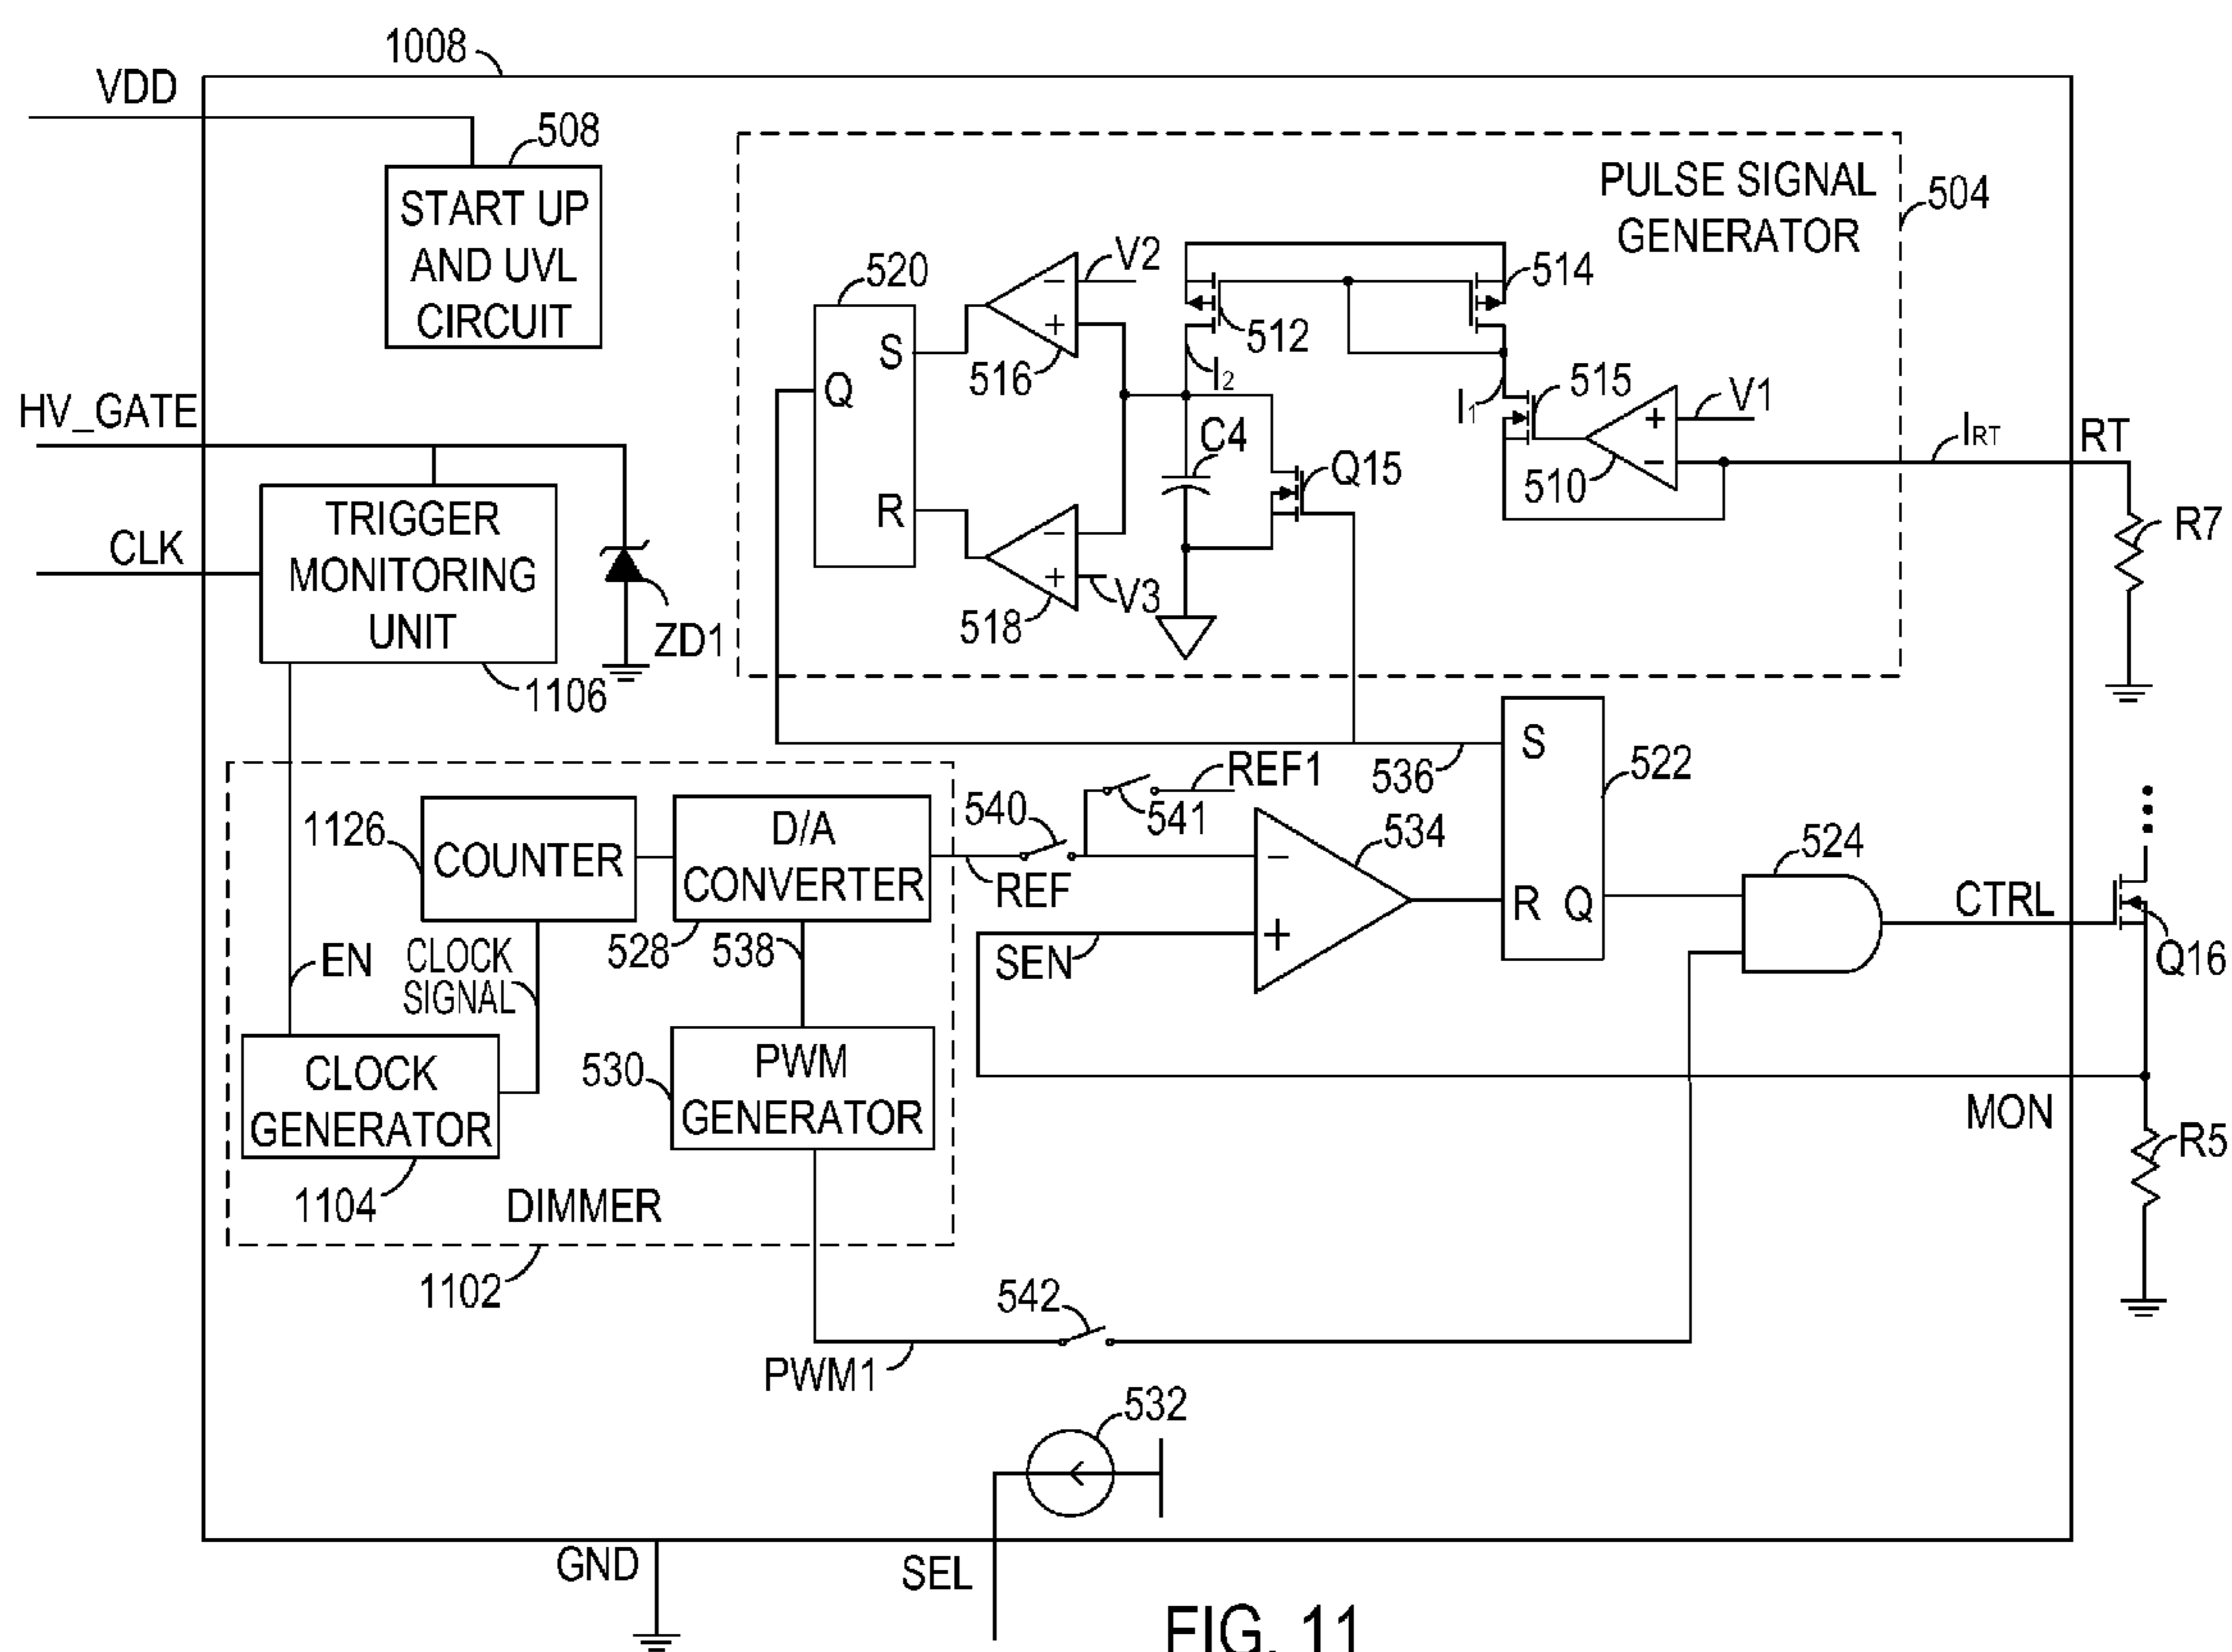 1008
VDD
508
START UP
AND UVL
CIRCUIT
PULSE SIGNAL
GENERATOR
504
520
V2
514
S
−
+
512
Q
516
I2
I1
515
V1
HV_GATE
+
IRT
RT
C4
−
510
Q15
R
R7
−
+
V3
518
CLK
TRIGGER
MONITORING
UNIT
ZD1
1106
S
536
522
REF1
540
541
534
1126
COUNTER
D/A
CONVERTER
REF
−
+
R
Q
524
CTRL
Q16
528
538
SEN
EN
CLOCK
SIGNAL
CLOCK
GENERATOR
530
PWM
GENERATOR
MON
R5
1104
DIMMER
1102
542
PWM1
532
GND
SEL
FIG. 11